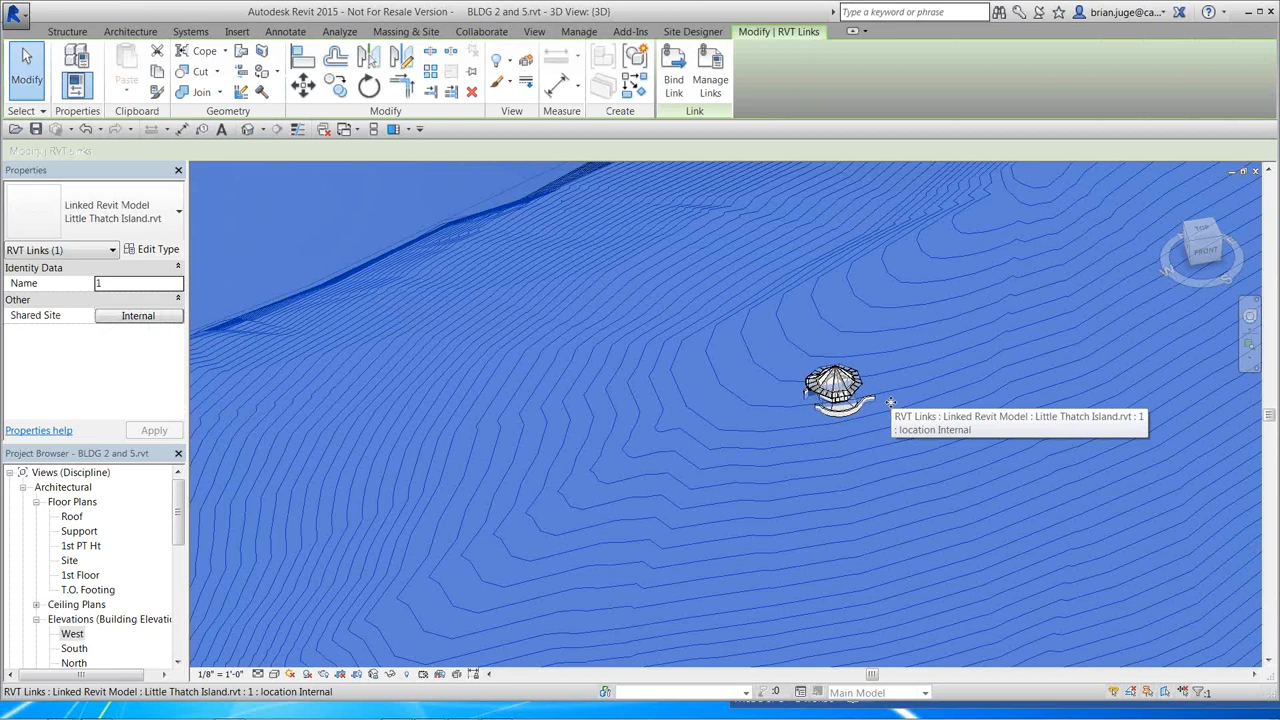 Autodesk Revit 2015 - Not For Resale Version - BLDG 2 and 5.rvt - 3D View: {3D}
Type a keyword or phrase
brian.juge@ca...
Structure Architecture Systems Insert Annotate Analyze Massing & Site Collaborate View Manage Add-Ins Site Designer Modify | RVT Links
Modify
Paste
Cope
Cut
Join
Bind
Link
Manage
Links
Select Properties Clipboard Geometry Modify View Measure Create Link
Modify | RVT Links
Properties
Linked Revit Model
Little Thatch Island.rvt
RVT Links (1) Edit Type
Identity Data
Name 1
Other
Shared Site Internal
Properties help Apply
Project Browser - BLDG 2 and 5.rvt
Views (Discipline)
Architectural
Floor Plans
Roof
Support
1st PT Ht
Site
1st Floor
T.O. Footing
Ceiling Plans
Elevations (Building Elevatio
West
South
North
TOP
FRONT
W
S
RVT Links : Linked Revit Model : Little Thatch Island.rvt : 1
: location Internal
1/8" = 1'-0"
RVT Links : Linked Revit Model : Little Thatch Island.rvt : 1 : location Internal
:0
Main Model
:1